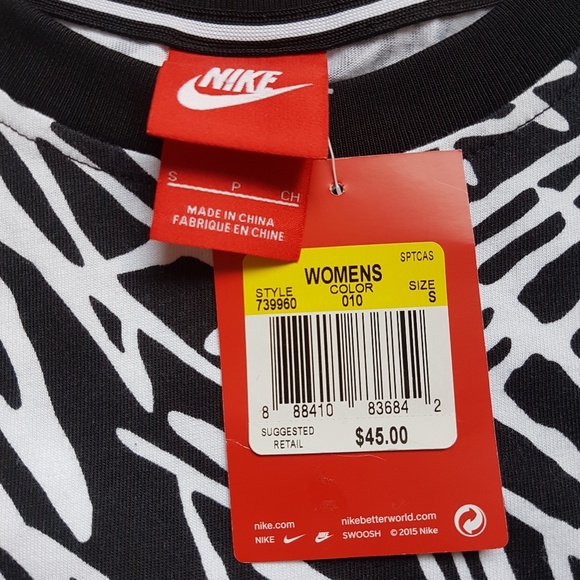 NIKE
S P CH
MADE IN CHINA
FABRIQUÉ EN CHINE
SPTCAS
WOMENS
STYLE COLOR SIZE
739960 010 S
8 88410 83684 2
SUGGESTED
RETAIL $45.00
nike.com nikebetterworld.com
NIKE SWOOSH © 2015 Nike